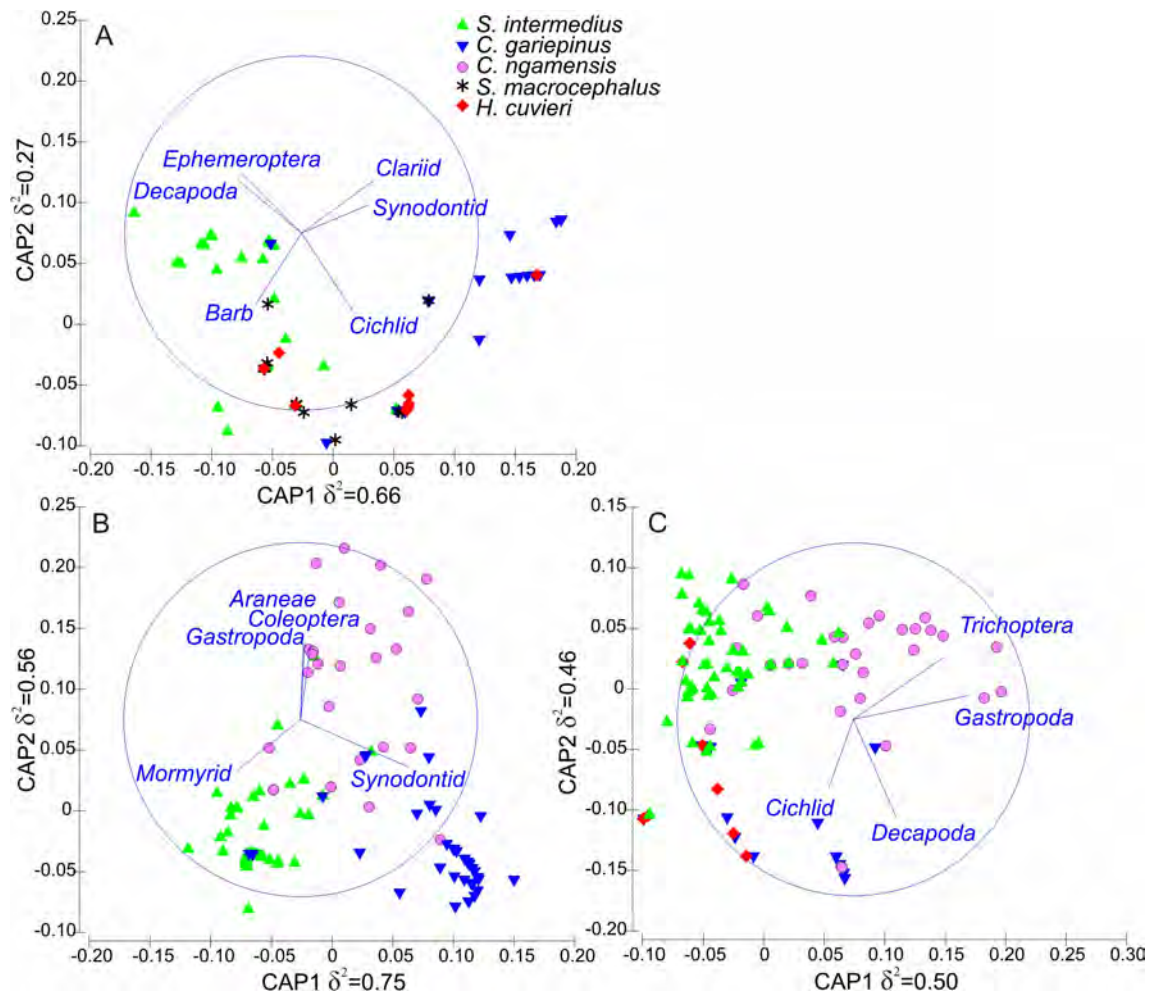 A
S. intermedius
C. gariepinus
C. ngamensis
S. macrocephalus
H. cuvieri
0.25
0.20
0.15
0.10
0.05
0
-0.05
-0.10
CAP2 δ²=0.27
Ephemeroptera
Decapoda
Clariid
Synodontid
Barb
Cichlid
-0.20 -0.15 -0.10 -0.05 0 0.05 0.10 0.15 0.20
CAP1 δ²=0.66
B
0.25
0.20
0.15
0.10
0.05
0
-0.05
-0.10
CAP2 δ²=0.56
Araneae
Coleoptera
Gastropoda
Mormyrid
Synodontid
-0.20 -0.15 -0.10 -0.05 0 0.05 0.10 0.15 0.20
CAP1 δ²=0.75
C
0.15
0.10
0.05
0
-0.05
-0.10
-0.15
-0.20
CAP2 δ²=0.46
Trichoptera
Gastropoda
Cichlid
Decapoda
-0.10 -0.05 0 0.05 0.10 0.15 0.20 0.25 0.30
CAP1 δ²=0.50